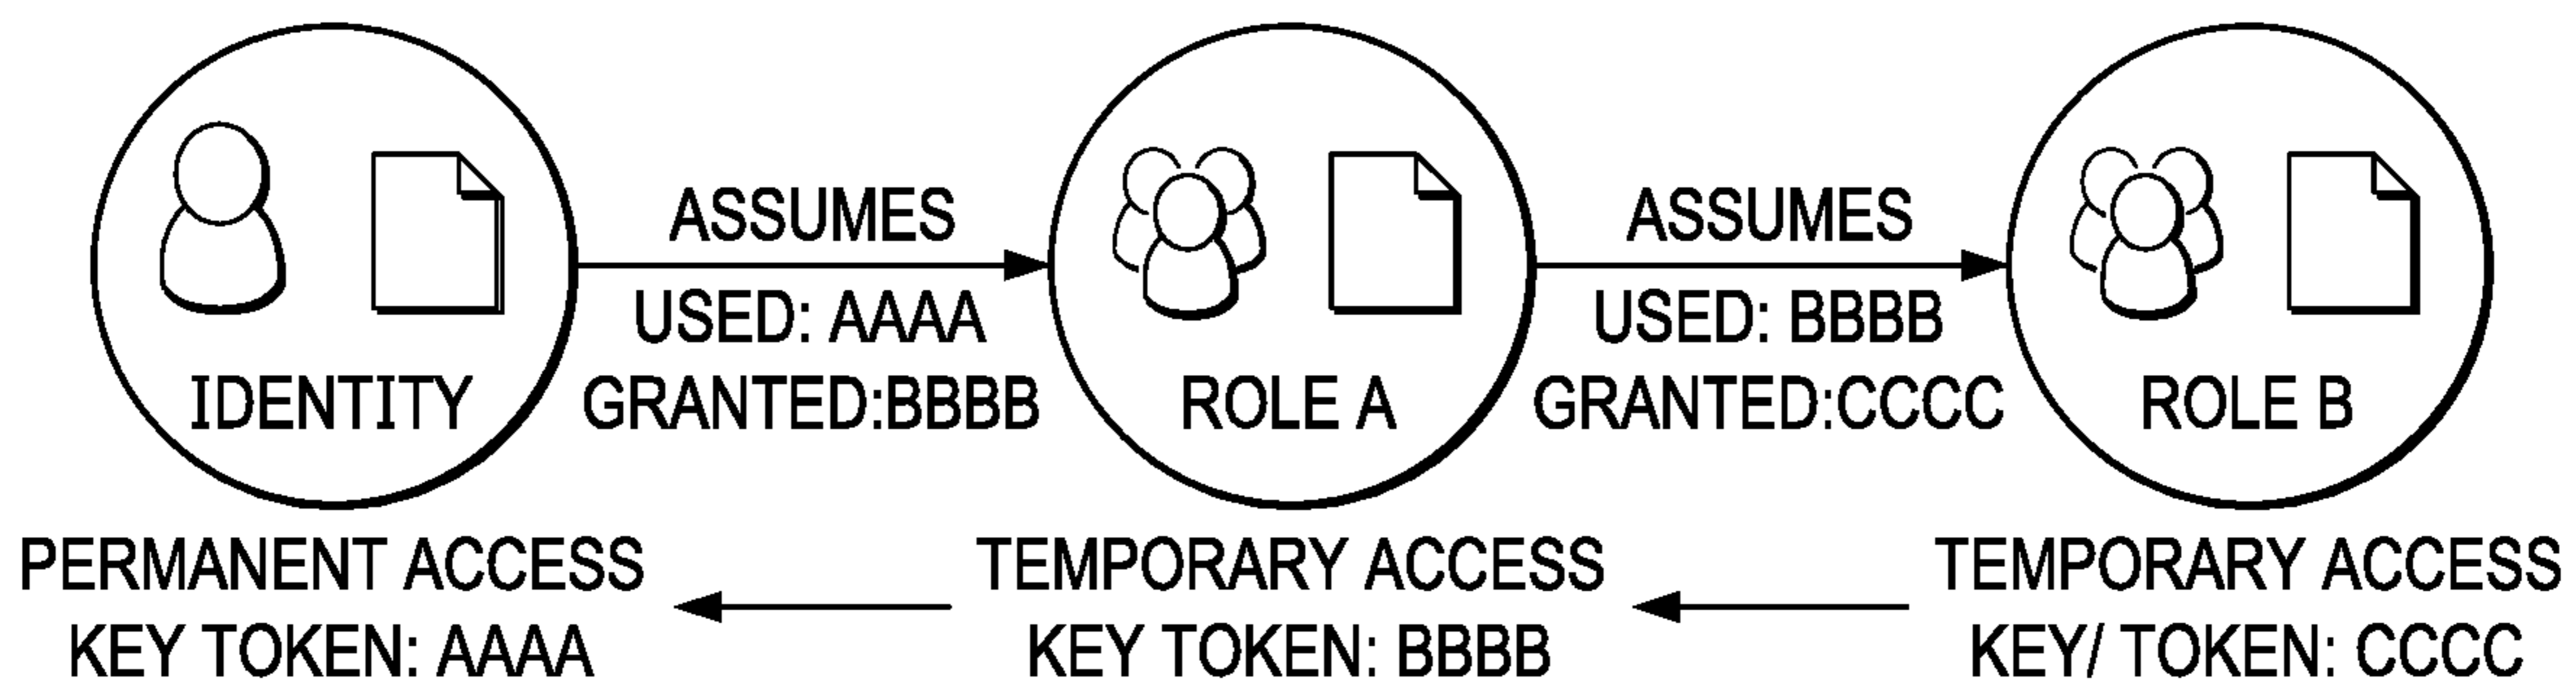 IDENTITY
ASSUMES
USED: AAAA
GRANTED:BBBB
ROLE A
ASSUMES
USED: BBBB
GRANTED:CCCC
ROLE B
PERMANENT ACCESS
KEY TOKEN: AAAA
TEMPORARY ACCESS
KEY TOKEN: BBBB
TEMPORARY ACCESS
KEY/ TOKEN: CCCC